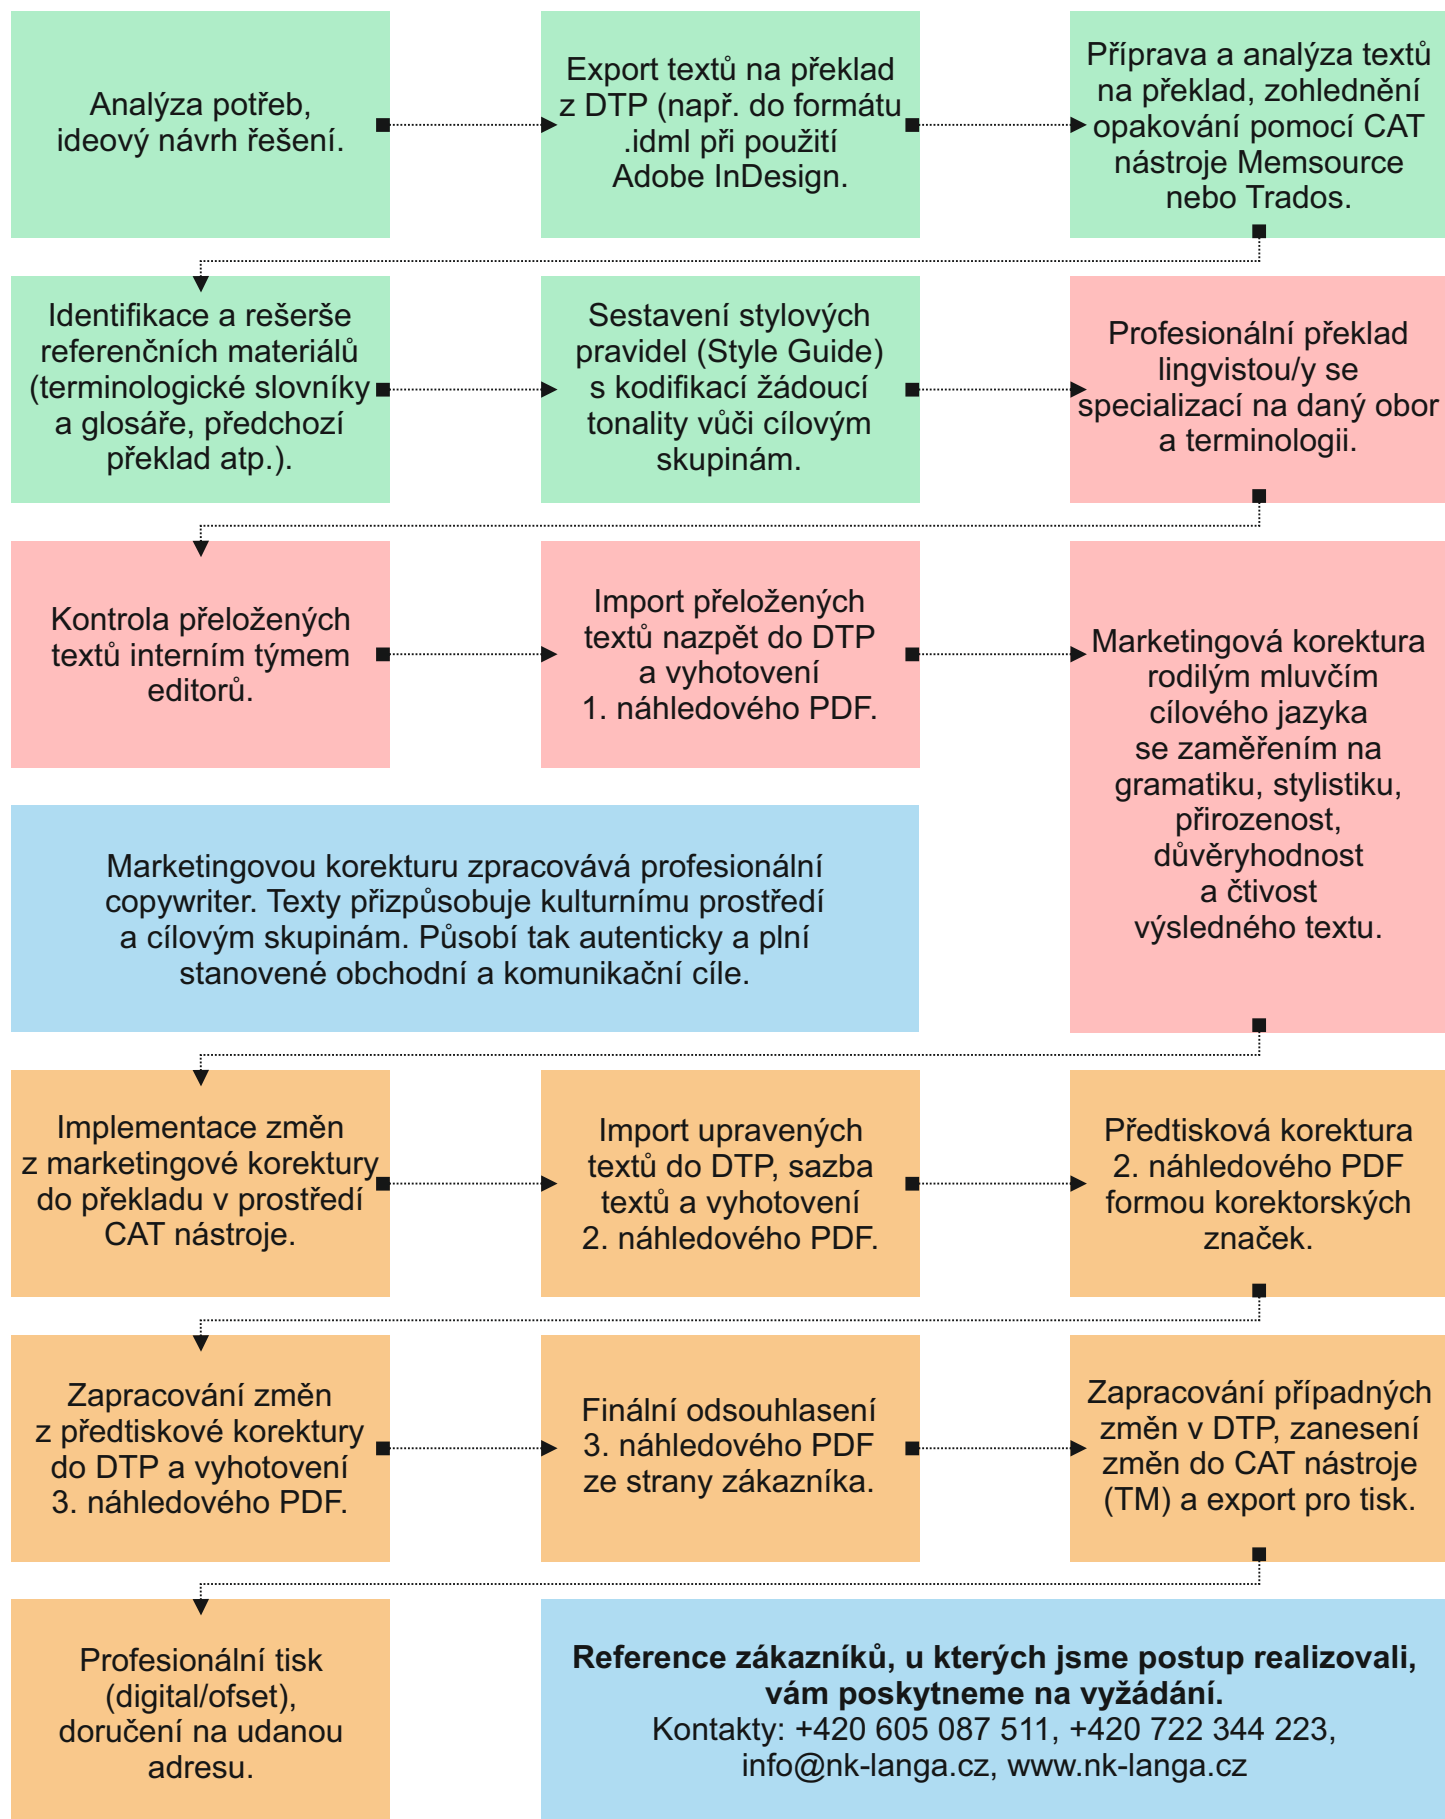 Analýza potřeb,
ideový návrh řešení.
Export textů na překlad
z DTP (např. do formátu
.idml při použití
Adobe InDesign.
Příprava a analýza textů
na překlad, zohlednění
opakování pomocí CAT
nástroje Memsource
nebo Trados.
Identifikace a rešerše
referenčních materiálů
(terminologické slovníky
a glosáře, předchozí
překlad atp.).
Sestavení stylových
pravidel (Style Guide)
s kodifikací žádoucí
tonality vůči cílovým
skupinám.
Profesionální překlad
lingvistou/y se
specializací na daný obor
a terminologii.
Kontrola přeložených
textů interním týmem
editorů.
Import přeložených
textů nazpět do DTP
a vyhotovení
1. náhledového PDF.
Marketingová korektura
rodilým mluvčím
cílového jazyka
se zaměřením na
gramatiku, stylistiku,
přirozenost,
důvěryhodnost
a čtivost
výsledného textu.
Marketingovou korekturu zpracovává profesionální
copywriter. Texty přizpůsobuje kulturnímu prostředí
a cílovým skupinám. Působí tak autenticky a plní
stanovené obchodní a komunikační cíle.
Implementace změn
z marketingové korektury
do překladu v prostředí
CAT nástroje.
Import upravených
textů do DTP, sazba
textů a vyhotovení
2. náhledového PDF.
Předtisková korektura
2. náhledového PDF
formou korektorských
značek.
Zapracování změn
z předtiskové korektury
do DTP a vyhotovení
3. náhledového PDF.
Finální odsouhlasení
3. náhledového PDF
ze strany zákazníka.
Zapracování případných
změn v DTP, zanesení
změn do CAT nástroje
(TM) a export pro tisk.
Profesionální tisk
(digital/ofset),
doručení na udanou
adresu.
Reference zákazníků, u kterých jsme postup realizovali,
vám poskytneme na vyžádání.
Kontakty: +420 605 087 511, +420 722 344 223,
info@nk-langa.cz, www.nk-langa.cz